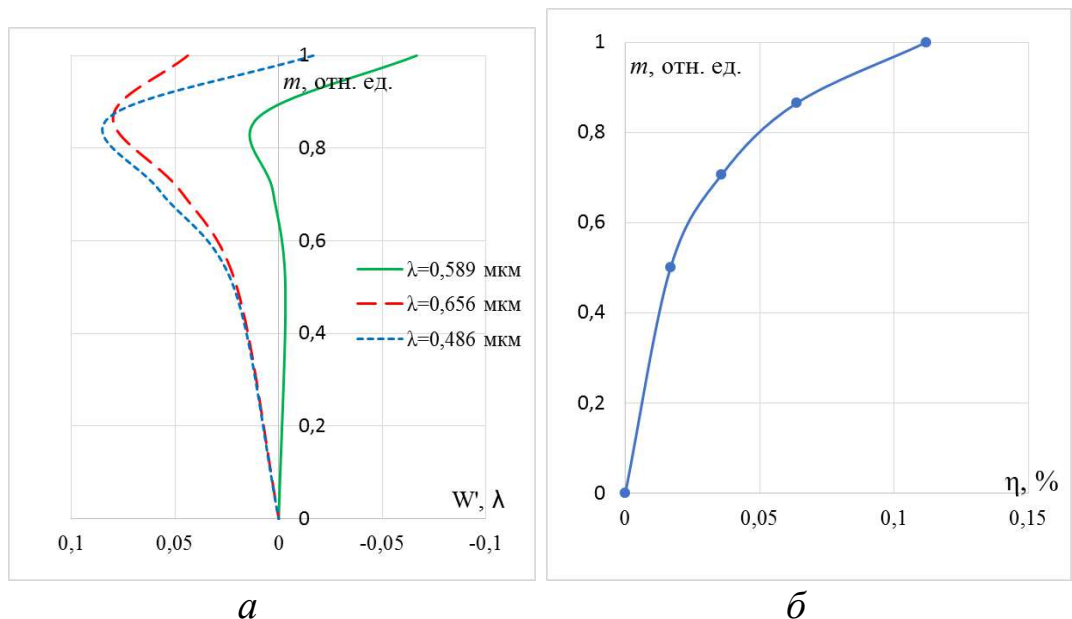 1
m, отн. ед.
0,8
0,6
λ=0,589 мкм
λ=0,656 мкм
0,4
λ=0,486 мкм
0,2
W', λ
0
0,1 0,05 0 -0,05 -0,1
а
1
m, отн. ед.
0,8
0,6
0,4
0,2
0
η, %
0 0,05 0,1 0,15
б